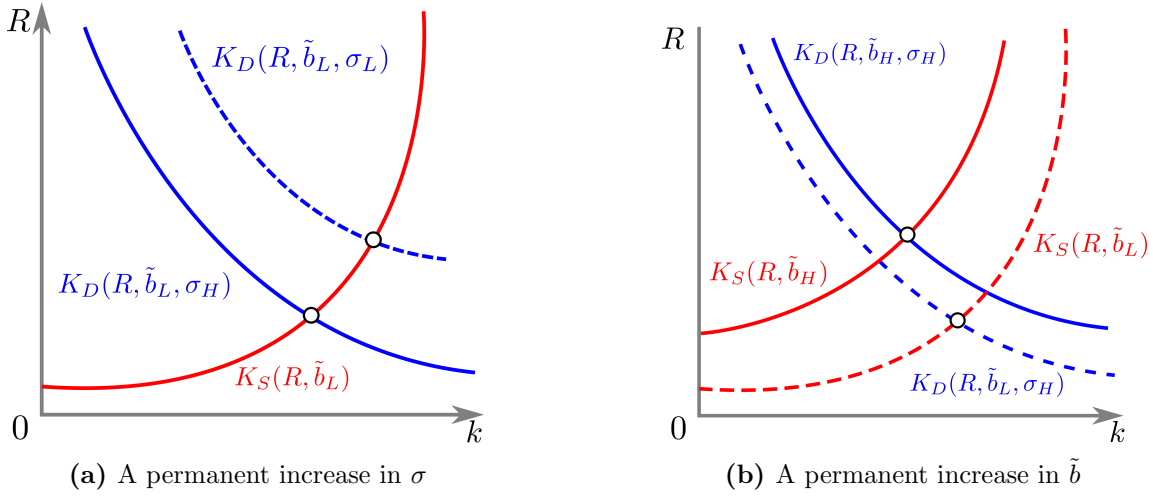 R
K_D(R, b̃_L, σ_L)
K_D(R, b̃_L, σ_H)
K_S(R, b̃_L)
0
k
(a) A permanent increase in σ
R
K_D(R, b̃_H, σ_H)
K_S(R, b̃_L)
K_S(R, b̃_H)
K_D(R, b̃_L, σ_H)
0
k
(b) A permanent increase in b̃